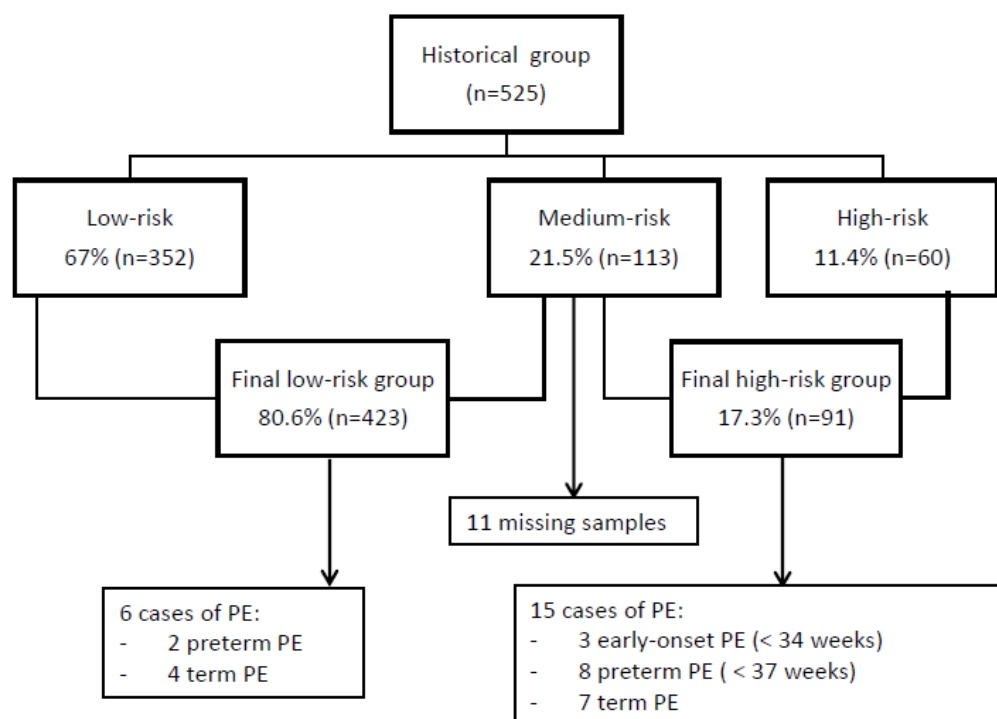 Historical group
(n=525)
Low-risk
67% (n=352)
Medium-risk
21.5% (n=113)
High-risk
11.4% (n=60)
Final low-risk group
80.6% (n=423)
Final high-risk group
17.3% (n=91)
11 missing samples
6 cases of PE:
- 2 preterm PE
- 4 term PE
15 cases of PE:
- 3 early-onset PE (< 34 weeks)
- 8 preterm PE ( < 37 weeks)
- 7 term PE